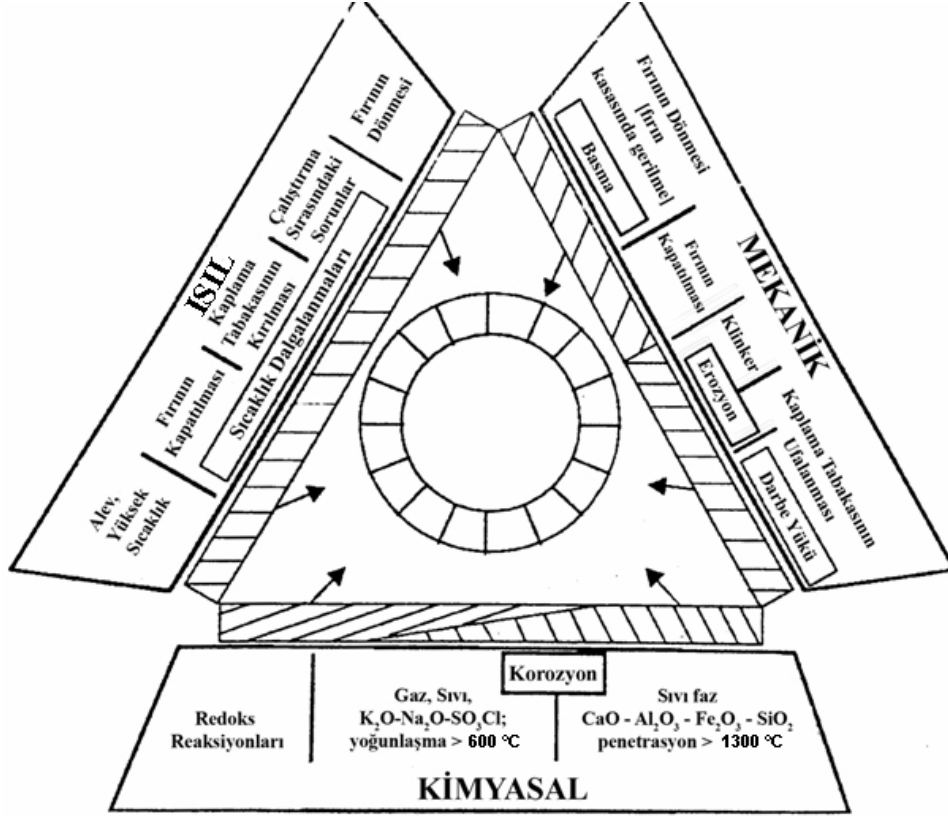 ISIL
Fırının
Dönmesi
Çalıştırma
Sırasındaki
Sorunlar
Kaplama
Tabakasının
Kırılması
Fırının
Kapatılması
Alev,
Yüksek
Sıcaklık
Sıcaklık Dalgalanmaları
MEKANİK
Fırının Dönmesi
[fırın
kasasında gerilme]
Basma
Fırının
Kapatılması
Klinker
Erozyon
Kaplama Tabakasının
Ufalanması
Darbe Yükü
Korozyon
Redoks
Reaksiyonları
Gaz, Sıvı,
K₂O-Na₂O-SO₃Cl;
yoğunlaşma > 600 °C
Sıvı faz
CaO - Al₂O₃ - Fe₂O₃ - SiO₂
penetrasyon > 1300 °C
KİMYASAL